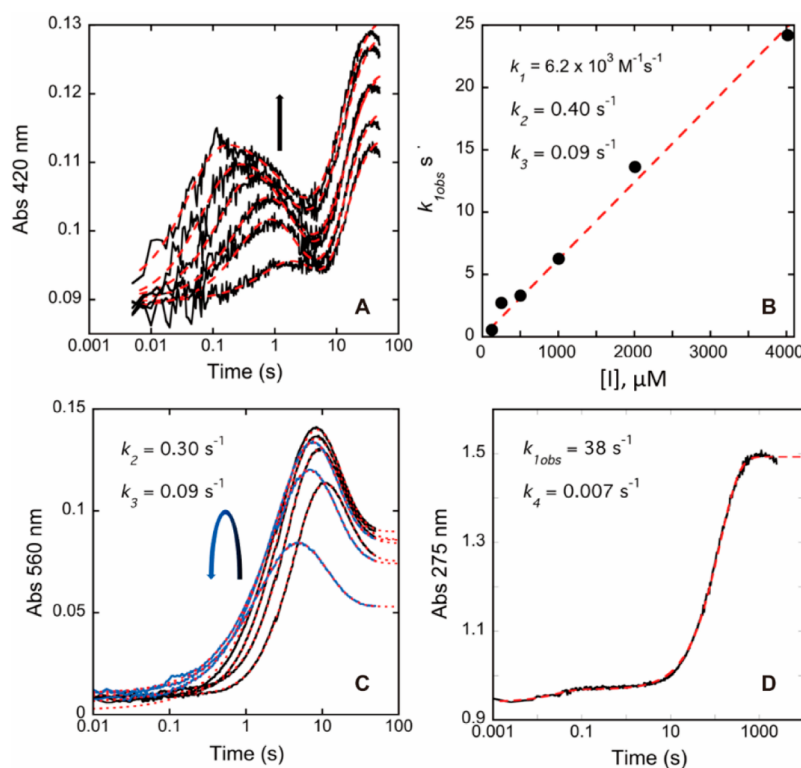 0.13
0.12
0.11
0.1
0.09
Abs 420 nm
0.001
0.01
0.1
1
10
100
Time (s)
A
25
20
15
10
5
0
k1obs s-
k1 = 6.2 x 10³ M⁻¹s⁻¹
k2 = 0.40 s⁻¹
k3 = 0.09 s⁻¹
0
1000
2000
3000
4000
[I], µM
B
0.15
0.1
0.05
0
Abs 560 nm
k2 = 0.30 s⁻¹
k3 = 0.09 s⁻¹
0.01
0.1
1
10
100
Time (s)
C
1.5
1.3
1.1
0.9
Abs 275 nm
k1obs = 38 s⁻¹
k4 = 0.007 s⁻¹
0.001
0.1
10
1000
Time (s)
D